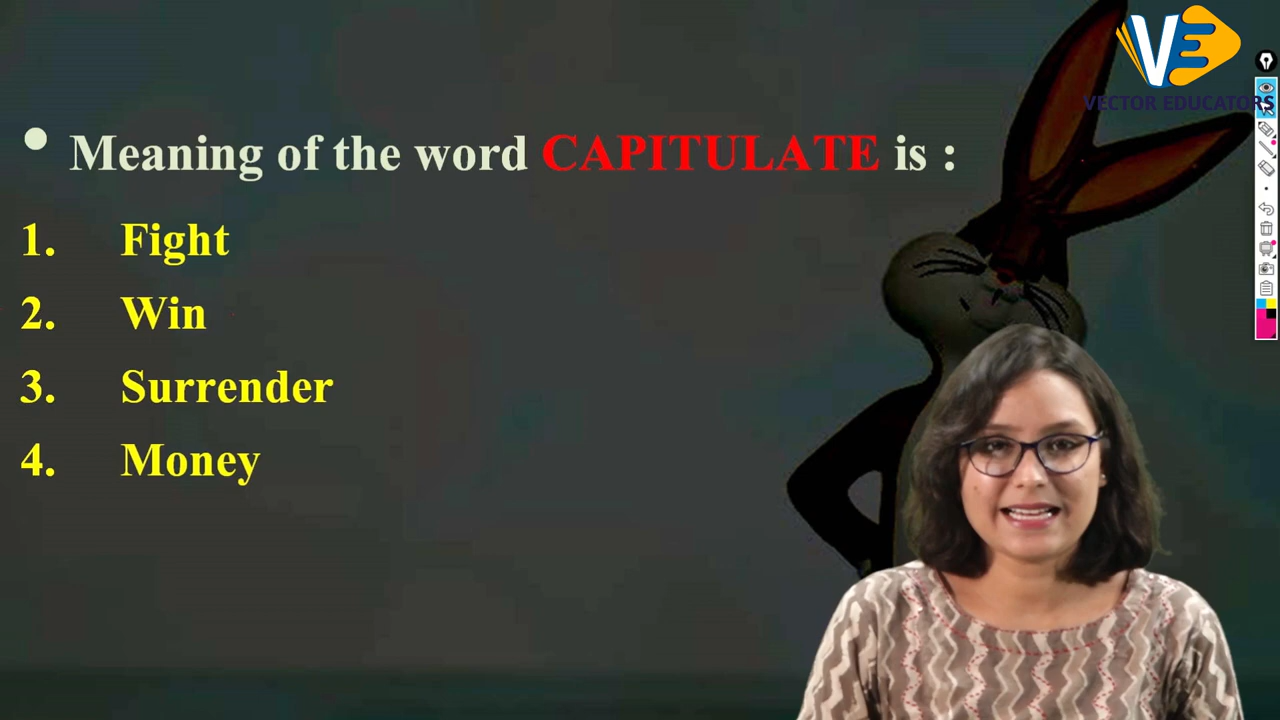 VE
VECTOR EDUCATORS
• Meaning of the word CAPITULATE is :
1. Fight
2. Win
3. Surrender
4. Money